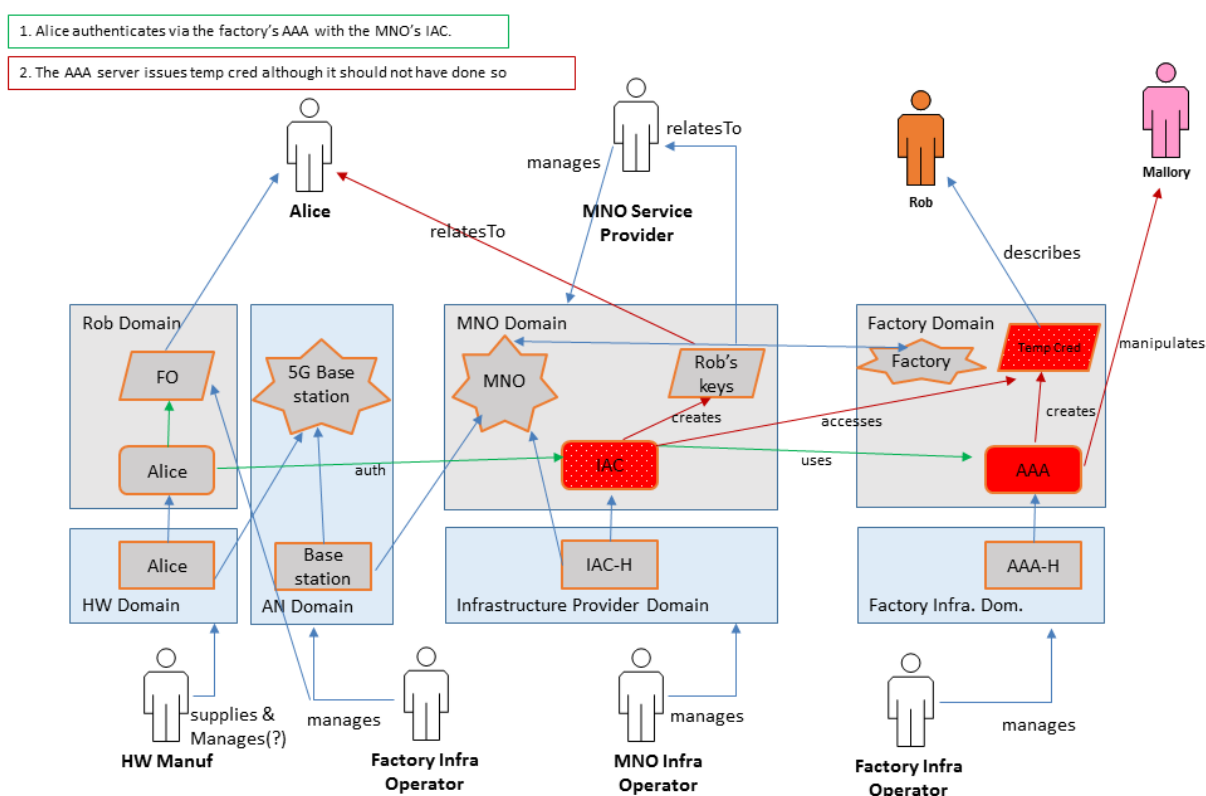 1. Alice authenticates via the factory's AAA with the MNO's IAC.
2. The AAA server issues temp cred although it should not have done so
relatesTo
manages
Mallory
Rob
Alice
MNO Service
Provider
relatesTo
describes
Rob Domain
MNO Domain
Factory Domain
Temp Cred
manipulates
FO
5G Base
station
MNO
Rob's
keys
Factory
creates
accesses
creates
Alice
auth
IAC
uses
AAA
Alice
Base
station
IAC-H
AAA-H
HW Domain
AN Domain
Infrastructure Provider Domain
Factory Infra. Dom.
supplies &
Manages(?)
manages
manages
manages
HW Manuf
Factory Infra
Operator
MNO Infra
Operator
Factory Infra
Operator